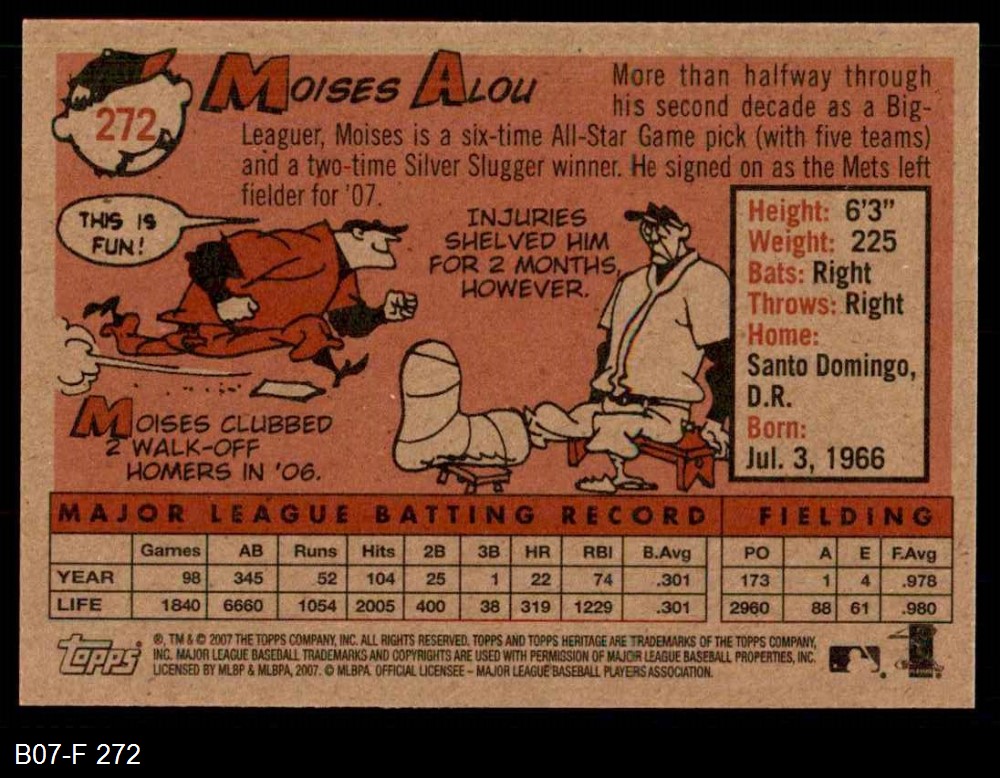 272
MOISES ALOU
More than halfway through
his second decade as a Big-
Leaguer, Moises is a six-time All-Star Game pick (with five teams)
and a two-time Silver Slugger winner. He signed on as the Mets left
fielder for '07.
THIS IS
FUN!
INJURIES
SHELVED HIM
FOR 2 MONTHS,
HOWEVER.
MOISES CLUBBED
2 WALK-OFF
HOMERS IN '06.
Height: 6'3"
Weight: 225
Bats: Right
Throws: Right
Home:
Santo Domingo,
D.R.
Born:
Jul. 3, 1966
MAJOR LEAGUE BATTING RECORD FIELDING
Games AB Runs Hits 2B 3B HR RBI B.Avg PO A E F.Avg
YEAR 98 345 52 104 25 1 22 74 .301 173 1 4 .978
LIFE 1840 6660 1054 2005 400 38 319 1229 .301 2960 88 61 .980
Topps
®, TM & © 2007 THE TOPPS COMPANY, INC. ALL RIGHTS RESERVED. TOPPS AND TOPPS HERITAGE ARE TRADEMARKS OF THE TOPPS COMPANY,
INC. MAJOR LEAGUE BASEBALL TRADEMARKS AND COPYRIGHTS ARE USED WITH PERMISSION OF MAJOR LEAGUE BASEBALL PROPERTIES, INC.
LICENSED BY MLBP & MLBPA, 2007. © MLBPA. OFFICIAL LICENSEE – MAJOR LEAGUE BASEBALL PLAYERS ASSOCIATION.
B07-F 272